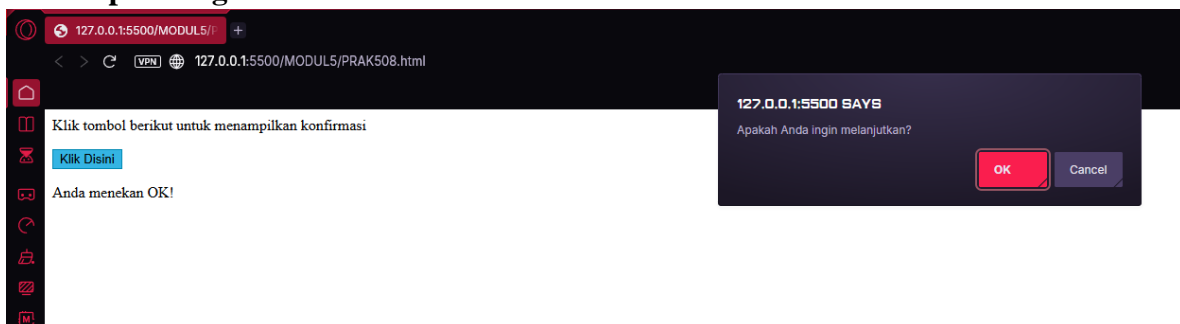 127.0.0.1:5500/MODUL5/P
+
VPN 127.0.0.1:5500/MODUL5/PRAK508.html
127.0.0.1:5500 SAYS
Apakah Anda ingin melanjutkan?
OK Cancel
Klik tombol berikut untuk menampilkan konfirmasi
Klik Disini
Anda menekan OK!
M